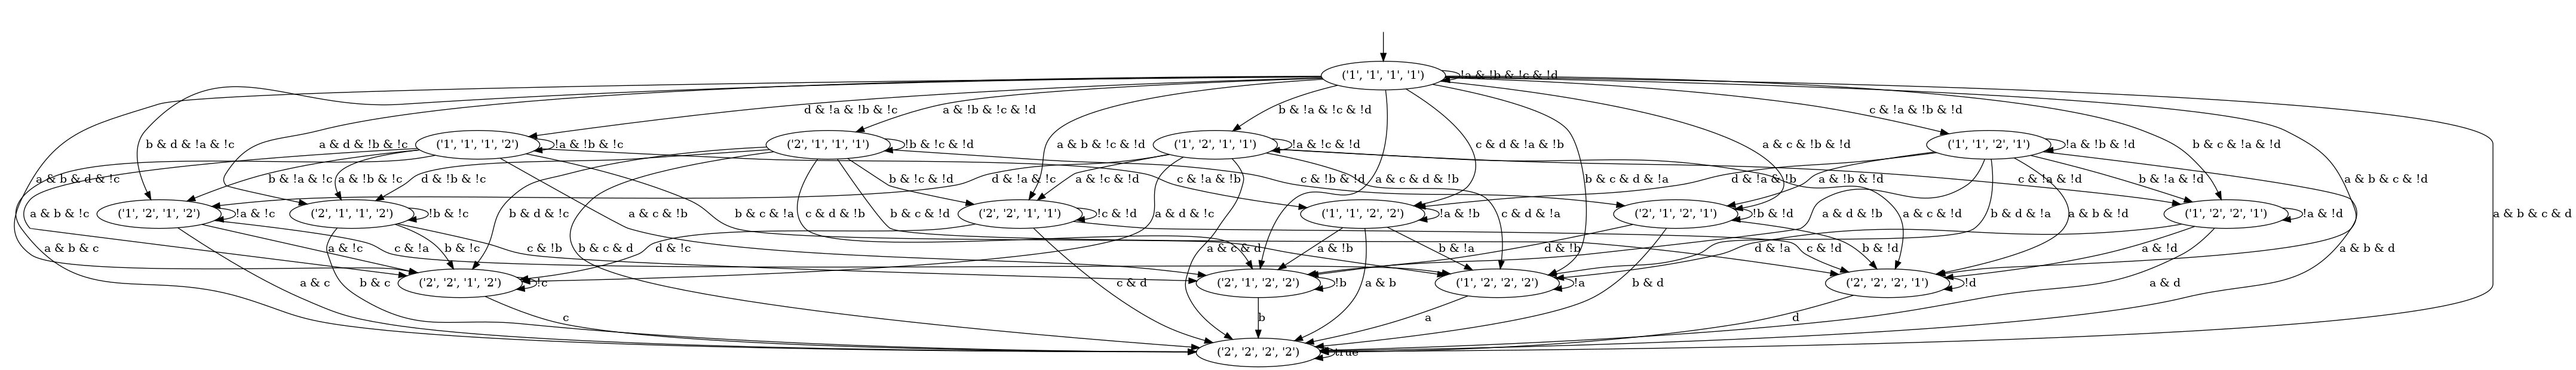 ('1', '1', '1', '1')
!a & !b & !c & !d
d & !a & !b & !c
a & !b & !c & !d
b & !a & !c & !d
c & !a & !b & !d
b & d & !a & !c
a & d & !b & !c
('1', '1', '1', '2')
!a & !b & !c
('2', '1', '1', '1')
!b & !c & !d
a & b & !c & !d
('1', '2', '1', '1')
!a & !c & !d
c & d & !a & !b
a & c & !b & !d
('1', '1', '2', '1')
!a & !b & !d
b & c & !a & !d
a & b & d & !c
b & !a & !c
a & !b & !c
d & !b & !c
b & !c & !d
c & !a & !b
d & !a & !c
a & !c & !d
c & !b & !d
a & c & d & !b
b & c & d & !a
d & !a & !b
a & !b & !d
c & !a & !d
b & !a & !d
a & b & c & !d
a & b & !c
('1', '2', '1', '2')
!a & !c
('2', '1', '1', '2')
!b & !c
b & d & !c
a & c & !b
b & c & !a
c & d & !b
b & c & !d
('2', '2', '1', '1')
!c & !d
a & d & !c
('1', '1', '2', '2')
!a & !b
c & d & !a
('2', '1', '2', '1')
!b & !d
a & d & !b
a & c & !d
b & d & !a
a & b & !d
('1', '2', '2', '1')
!a & !d
a & b & c & d
a & b & c
a & !c
c & !a
b & !c
c & !b
b & c & d
d & !c
a & c & d
a & !b
b & !a
d & !b
d & !a
b & !d
c & !d
a & !d
a & b & d
a & c
b & c
('2', '2', '1', '2')
!c
c & d
('2', '1', '2', '2')
!b
a & b
('1', '2', '2', '2')
!a
b & d
('2', '2', '2', '1')
!d
a & d
c
b
a
d
('2', '2', '2', '2')
true